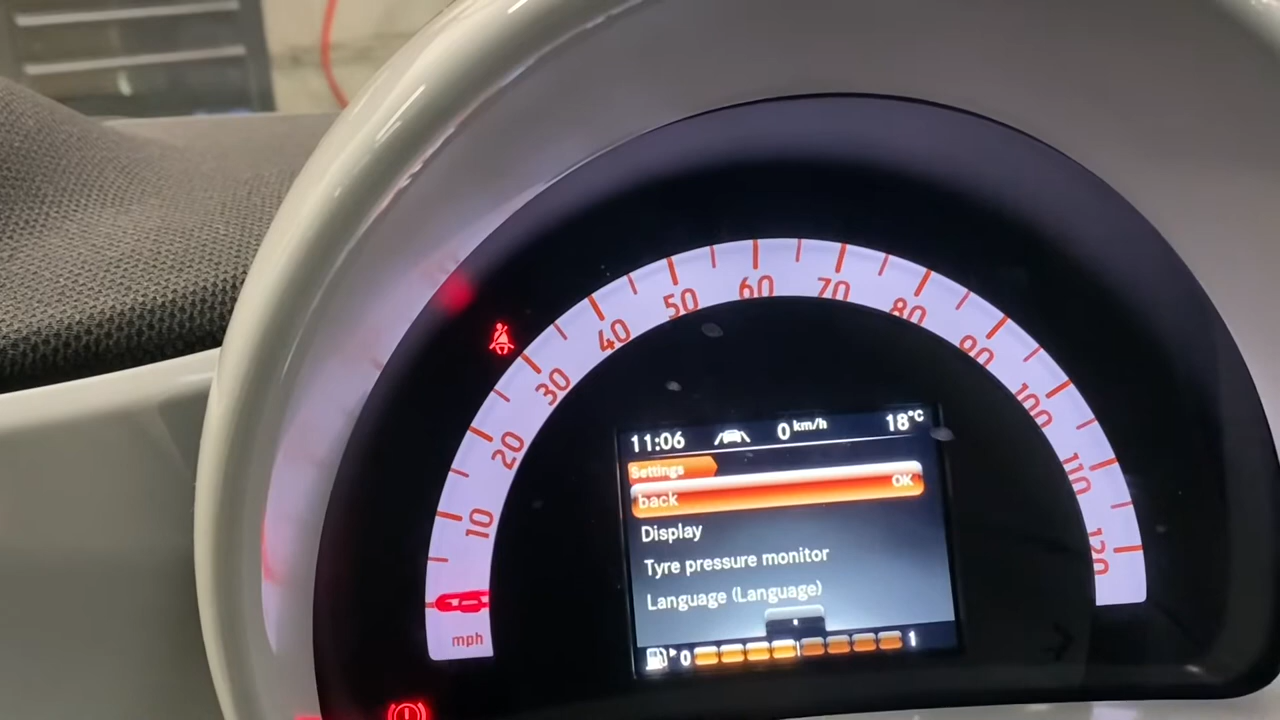 10
20
30
40
50
60
70
80
90
100
110
120
mph
11:06 0 km/h 18°C
Settings
back OK
Display
Tyre pressure monitor
Language (Language)
0 1